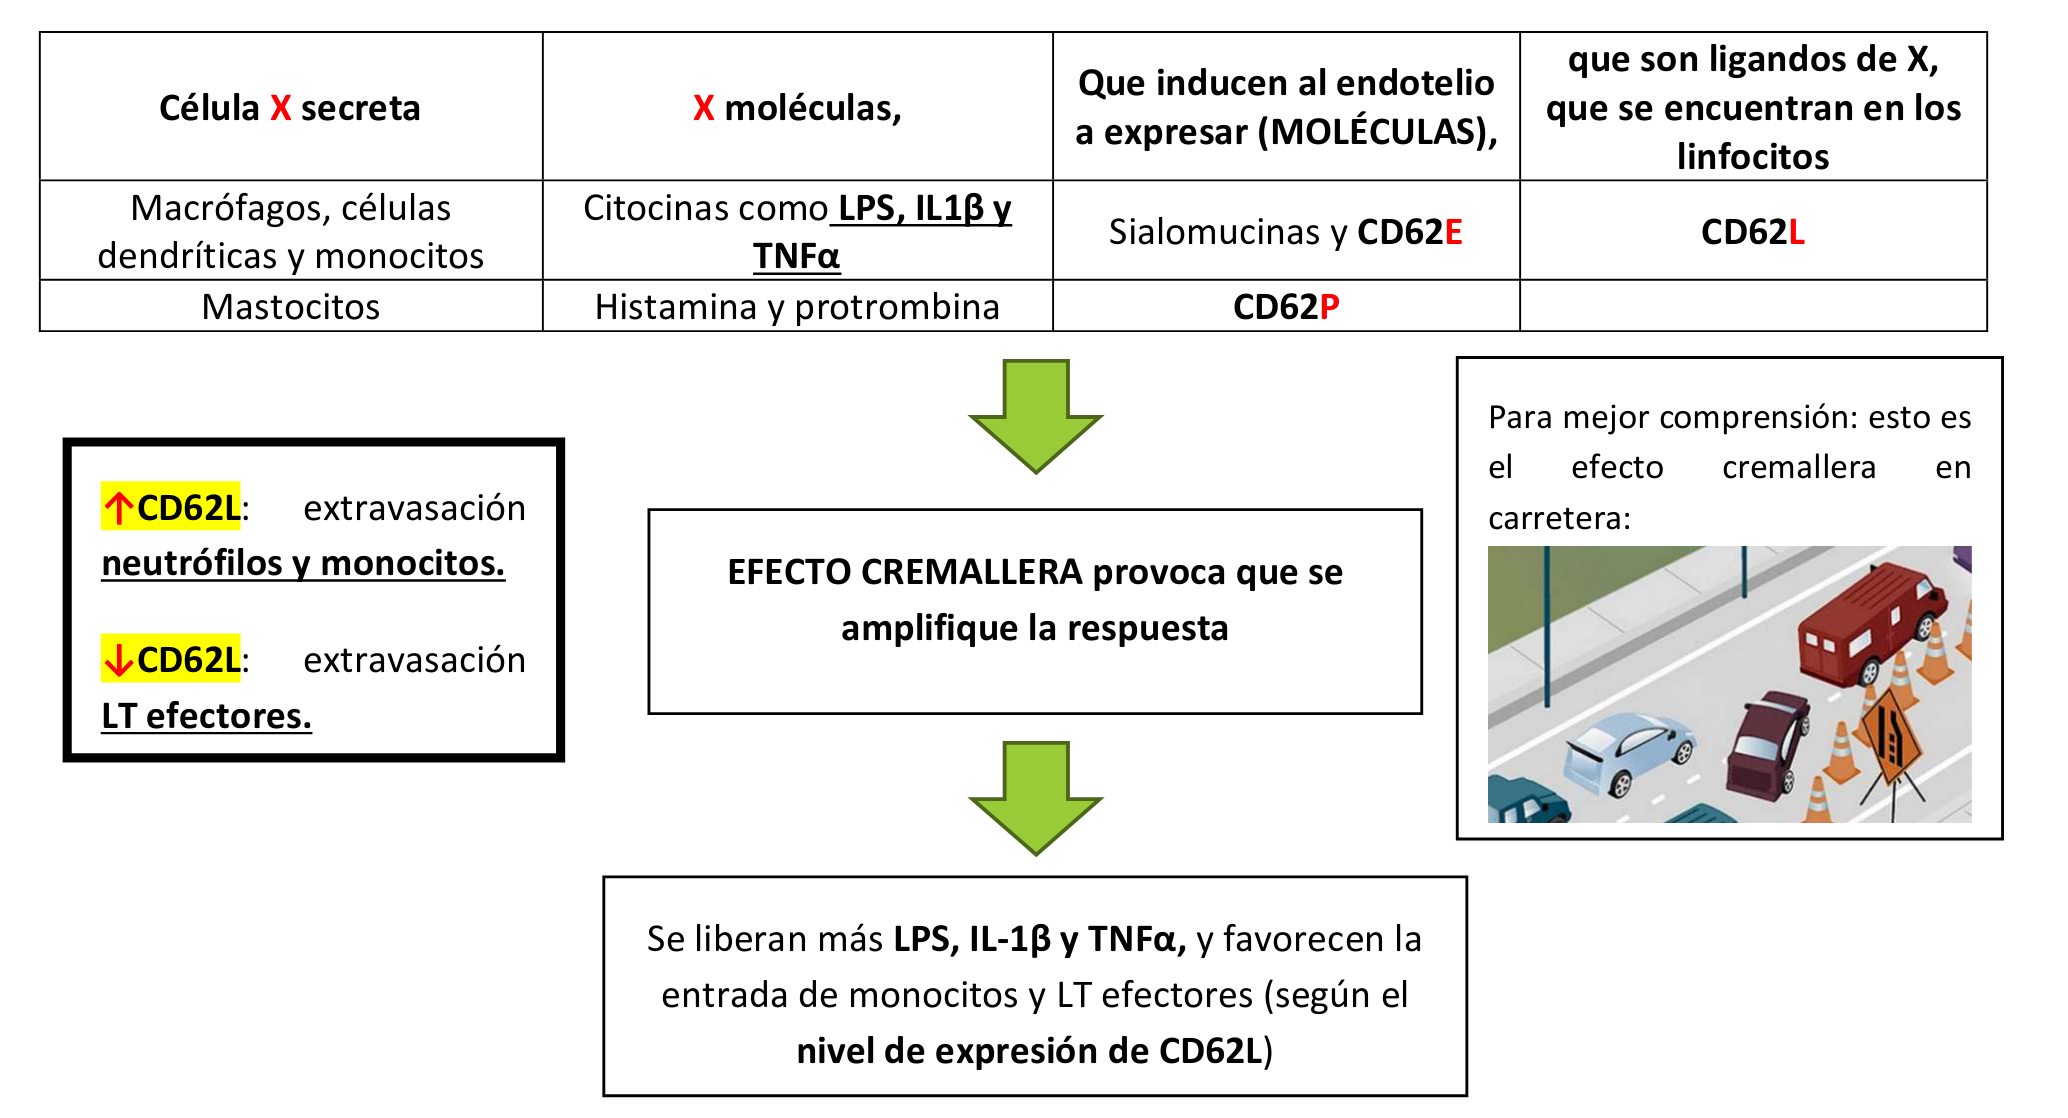 Célula X secreta
X moléculas,
Que inducen al endotelio
a expresar (MOLÉCULAS),
que son ligandos de X,
que se encuentran en los
linfocitos
Macrófagos, células
dendríticas y monocitos
Citocinas como LPS, IL1β y
TNFα
Sialomucinas y CD62E
CD62L
Mastocitos
Histamina y protrombina
CD62P
↑CD62L: extravasación
neutrófilos y monocitos.
↓CD62L: extravasación
LT efectores.
EFECTO CREMALLERA provoca que se
amplifique la respuesta
Para mejor comprensión: esto es
el efecto cremallera en
carretera:
Se liberan más LPS, IL-1β y TNFα, y favorecen la
entrada de monocitos y LT efectores (según el
nivel de expresión de CD62L)